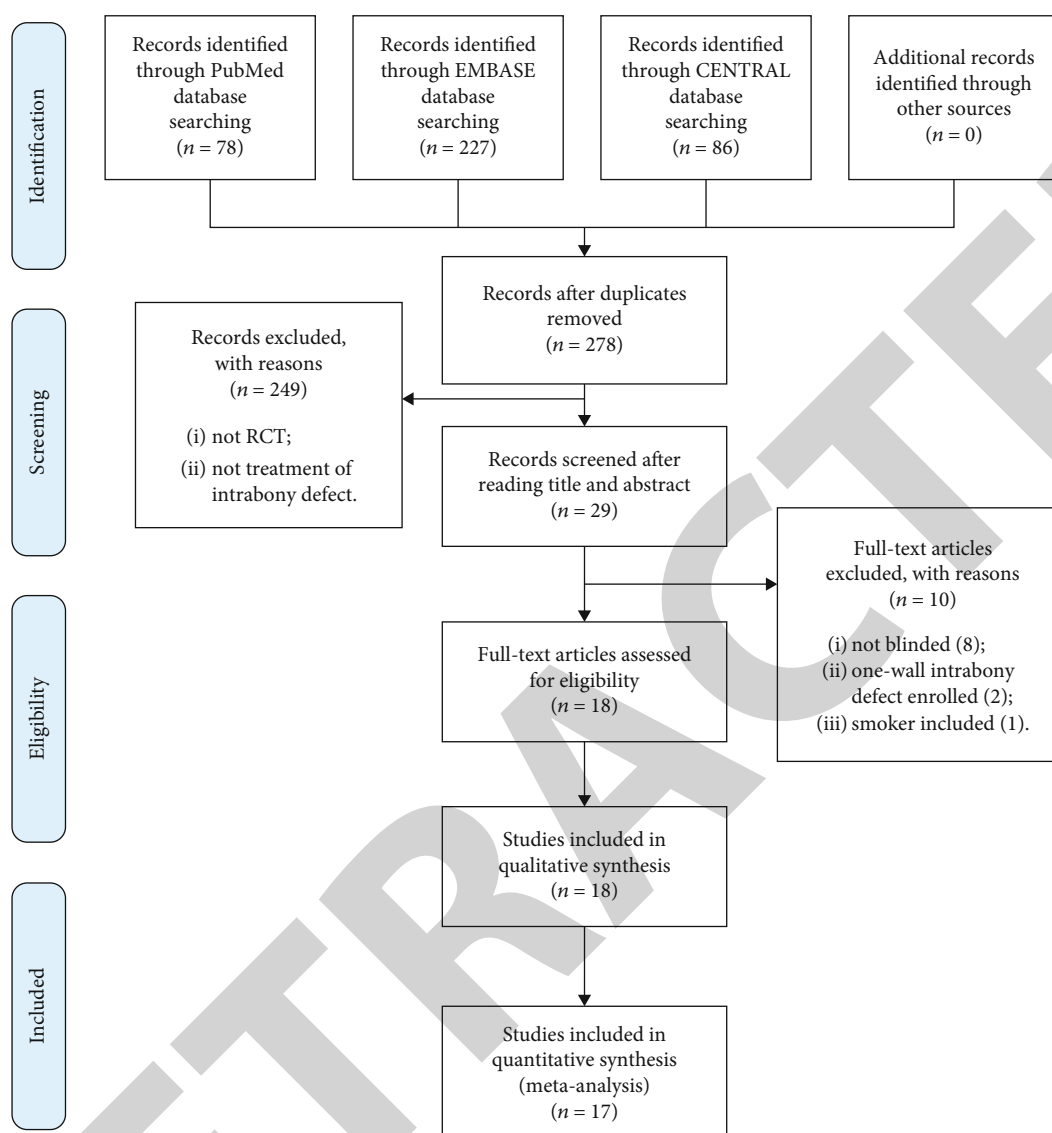 Identification
Records identified
through PubMed
database
searching
(n = 78)
Records identified
through EMBASE
database
searching
(n = 227)
Records identified
through CENTRAL
database
searching
(n = 86)
Additional records
identified through
other sources
(n = 0)
Screening
Records after duplicates
removed
(n = 278)
Records excluded,
with reasons
(n = 249)
(i) not RCT;
(ii) not treatment of
intrabony defect.
Records screened after
reading title and abstract
(n = 29)
Eligibility
Full-text articles
excluded, with reasons
(n = 10)
(i) not blinded (8);
(ii) one-wall intrabony
defect enrolled (2);
(iii) smoker included (1).
Full-text articles assessed
for eligibility
(n = 18)
Studies included in
qualitative synthesis
(n = 18)
Included
Studies included in
quantitative synthesis
(meta-analysis)
(n = 17)
ETRACTE